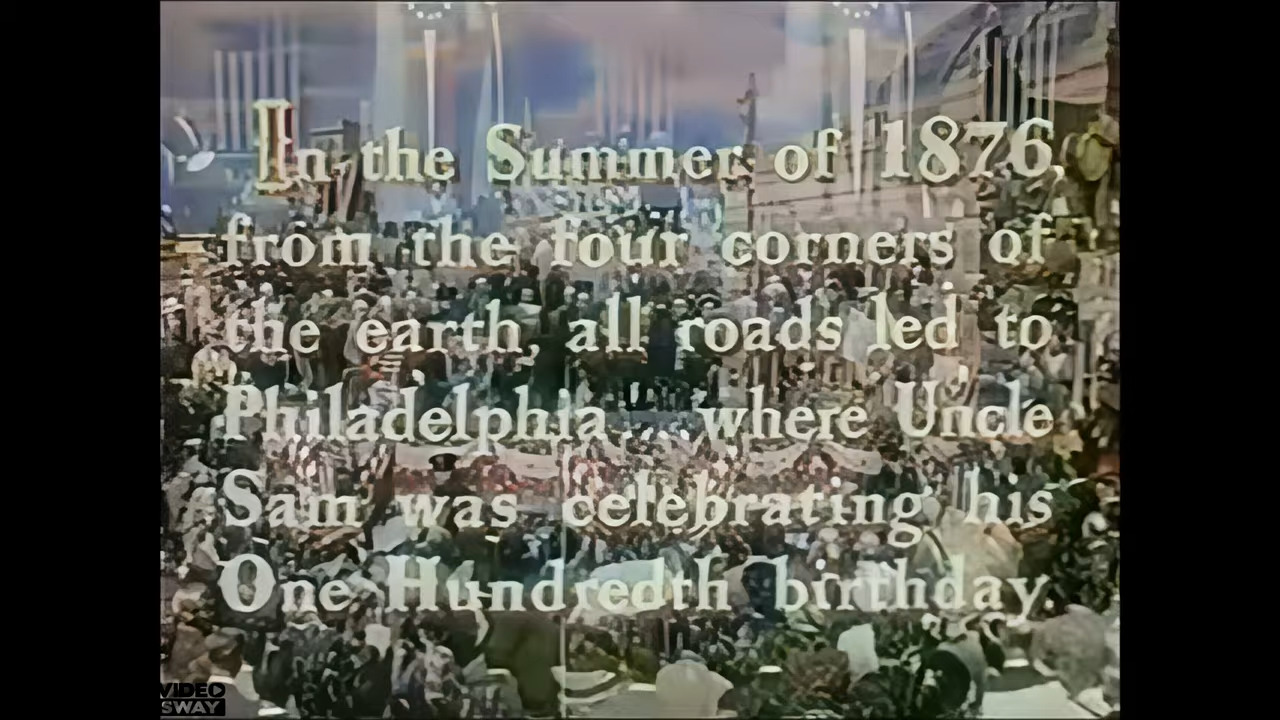 In the Summer of 1876,
from the four corners of
the earth, all roads led to
Philadelphia... where Uncle
Sam was celebrating his
One Hundredth birthday.
VIDEO
SWAY